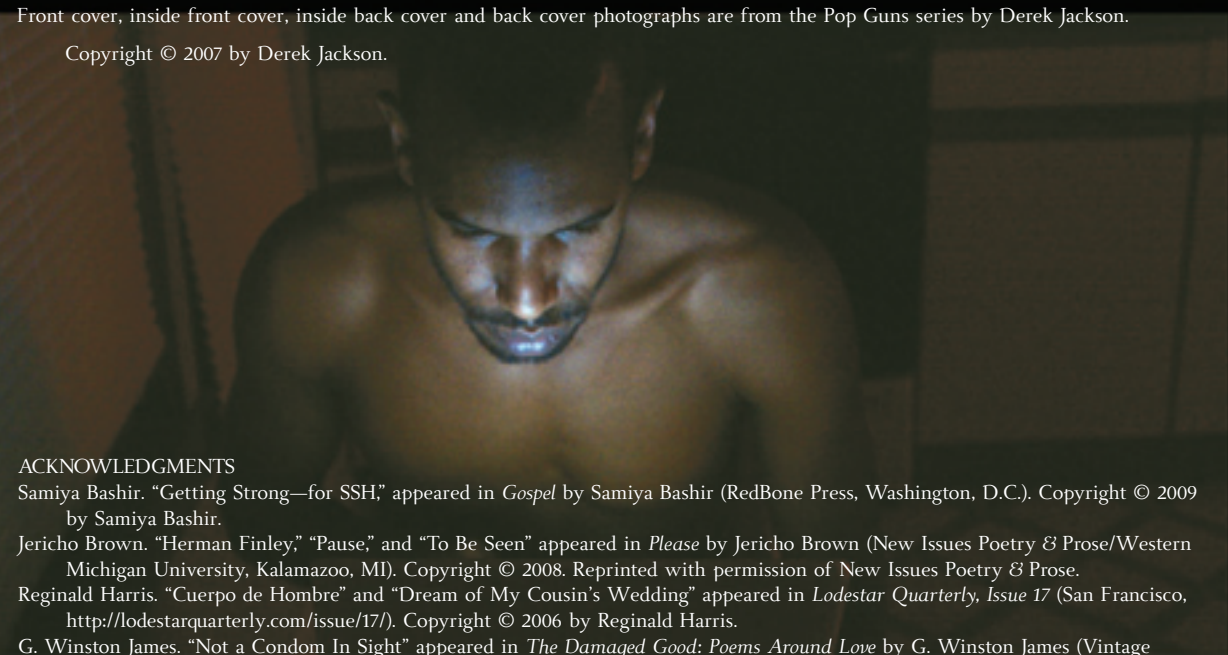 Front cover, inside front cover, inside back cover and back cover photographs are from the Pop Guns series by Derek Jackson.
Copyright © 2007 by Derek Jackson.
ACKNOWLEDGMENTS
Samiya Bashir. “Getting Strong—for SSH,” appeared in Gospel by Samiya Bashir (RedBone Press, Washington, D.C.). Copyright © 2009
by Samiya Bashir.
Jericho Brown. “Herman Finley,” “Pause,” and “To Be Seen” appeared in Please by Jericho Brown (New Issues Poetry & Prose/Western
Michigan University, Kalamazoo, MI). Copyright © 2008. Reprinted with permission of New Issues Poetry & Prose.
Reginald Harris. “Cuerpo de Hombre” and “Dream of My Cousin’s Wedding” appeared in Lodestar Quarterly, Issue 17 (San Francisco,
http://lodestarquarterly.com/issue/17/). Copyright © 2006 by Reginald Harris.
G. Winston James. “Not a Condom In Sight” appeared in The Damaged Good: Poems Around Love by G. Winston James (Vintage